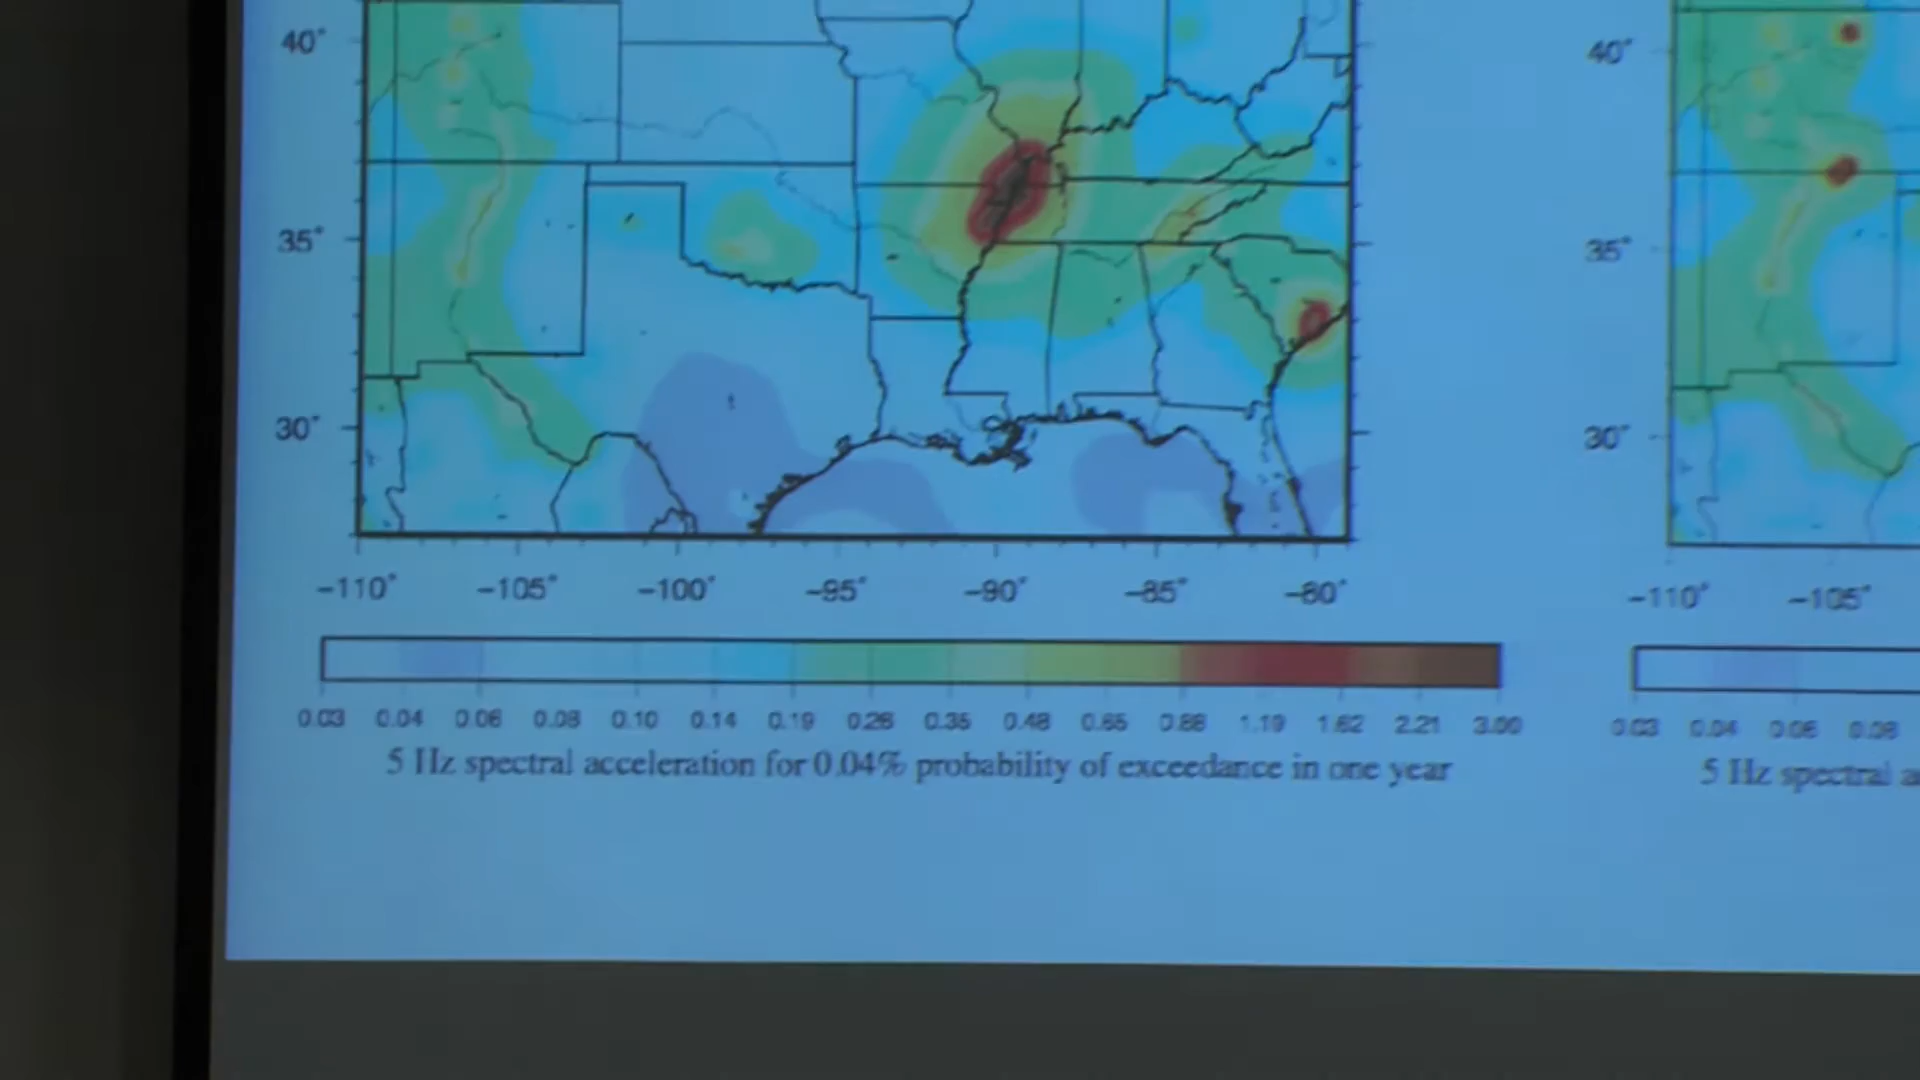 40°
35°
30°
-110° -105° -100° -95° -90° -85° -80°
0.03 0.04 0.06 0.08 0.10 0.14 0.19 0.26 0.35 0.48 0.65 0.88 1.19 1.62 2.21 3.00
5 Hz spectral acceleration for 0.04% probability of exceedance in one year
40°
35°
30°
-110° -105°
0.03 0.04 0.06 0.08
5 Hz spectral a